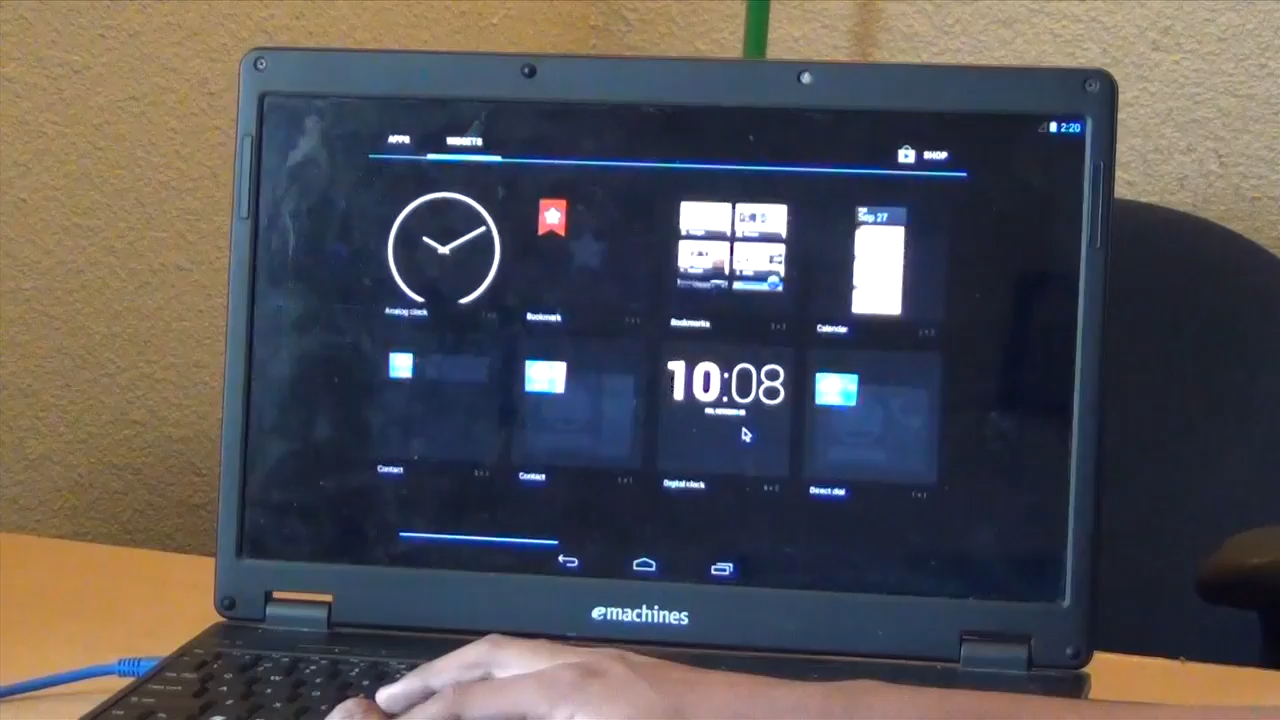 2:20
APPS WIDGETS SHOP
Sep 27
Analog clock
Bookmark
Bookmarks
Calendar
10:08
Contact
Contact
Digital clock
Direct dial
emachines